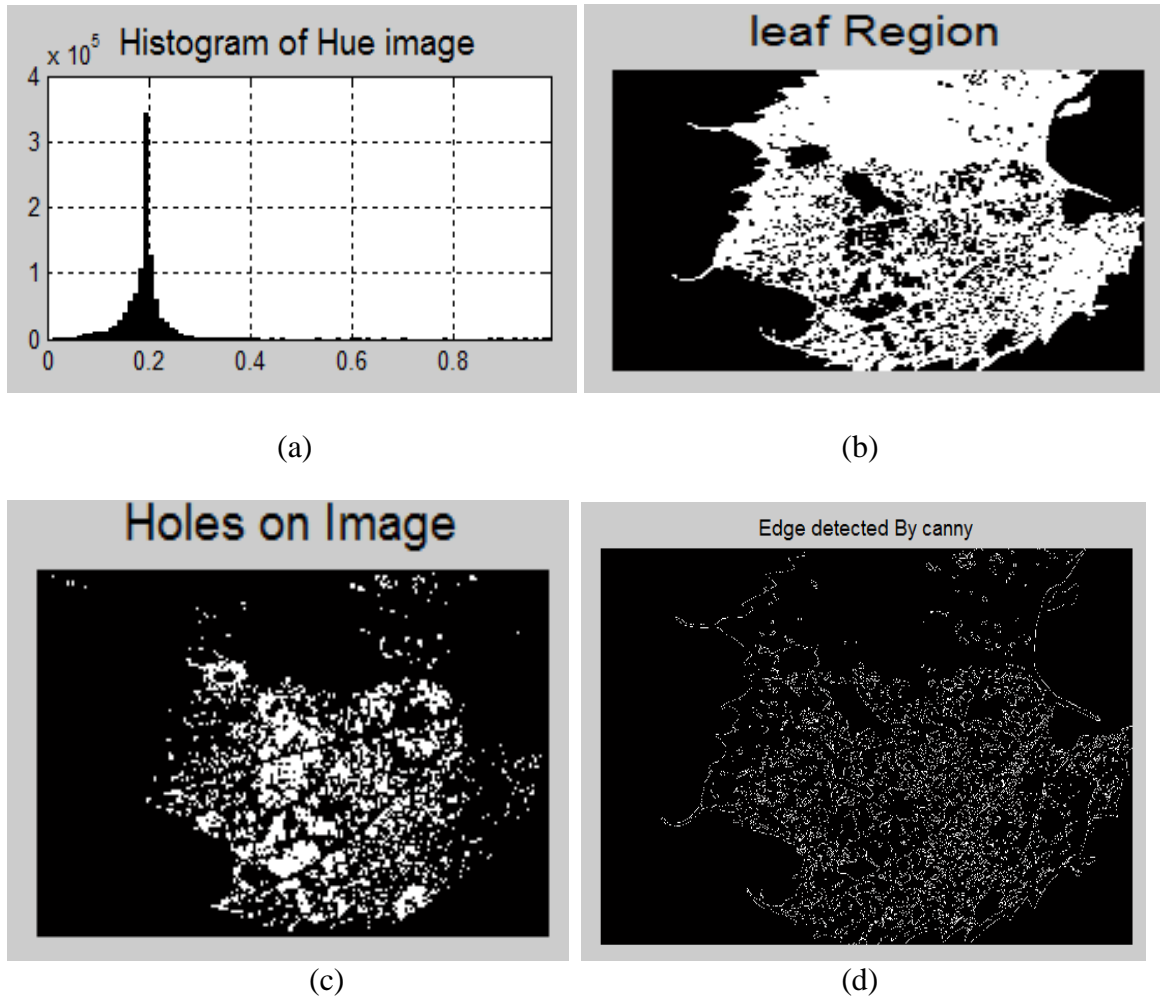 Histogram of Hue image
x 10^5
4
3
2
1
0
0 0.2 0.4 0.6 0.8
leaf Region
(a) (b)
Holes on Image
Edge detected By canny
(c) (d)